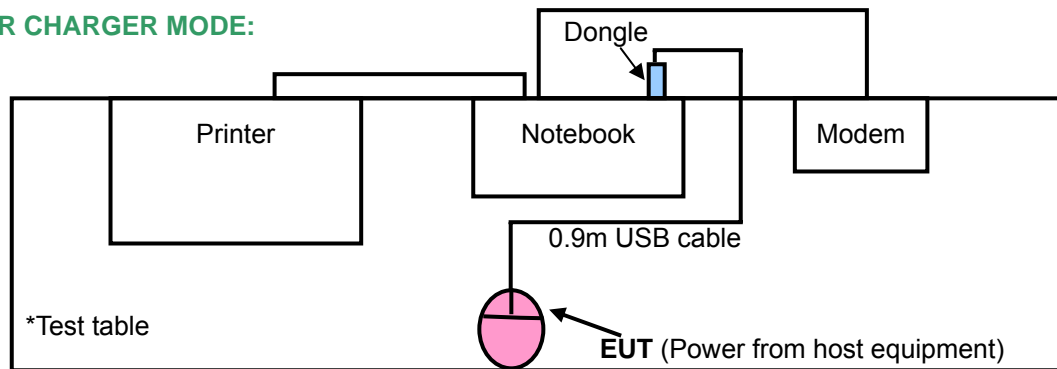 R CHARGER MODE:
Dongle
Printer
Notebook
Modem
0.9m USB cable
*Test table
EUT (Power from host equipment)